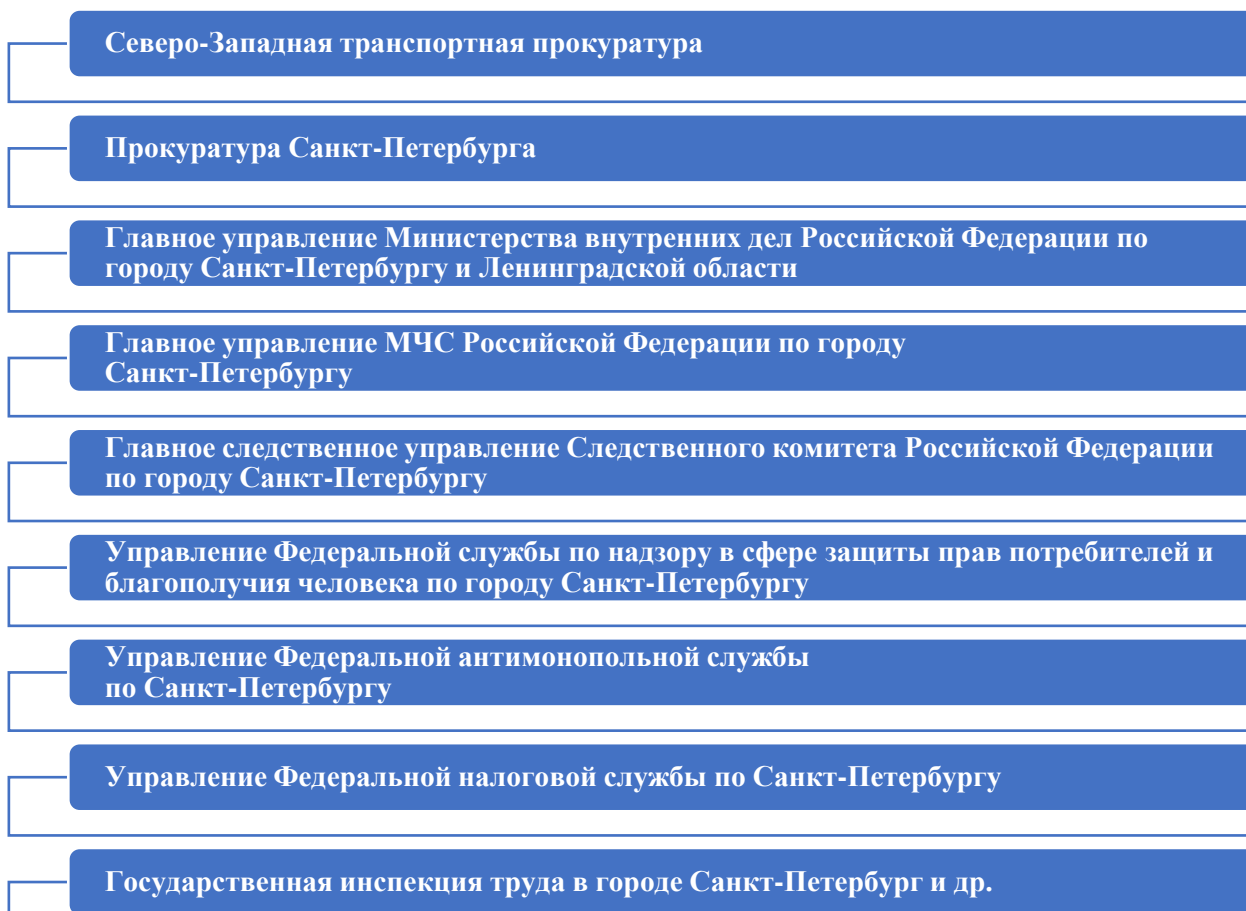 Северо-Западная транспортная прокуратура
Прокуратура Санкт-Петербурга
Главное управление Министерства внутренних дел Российской Федерации по
городу Санкт-Петербургу и Ленинградской области
Главное управление МЧС Российской Федерации по городу
Санкт-Петербургу
Главное следственное управление Следственного комитета Российской Федерации
по городу Санкт-Петербургу
Управление Федеральной службы по надзору в сфере защиты прав потребителей и
благополучия человека по городу Санкт-Петербургу
Управление Федеральной антимонопольной службы
по Санкт-Петербургу
Управление Федеральной налоговой службы по Санкт-Петербургу
Государственная инспекция труда в городе Санкт-Петербург и др.